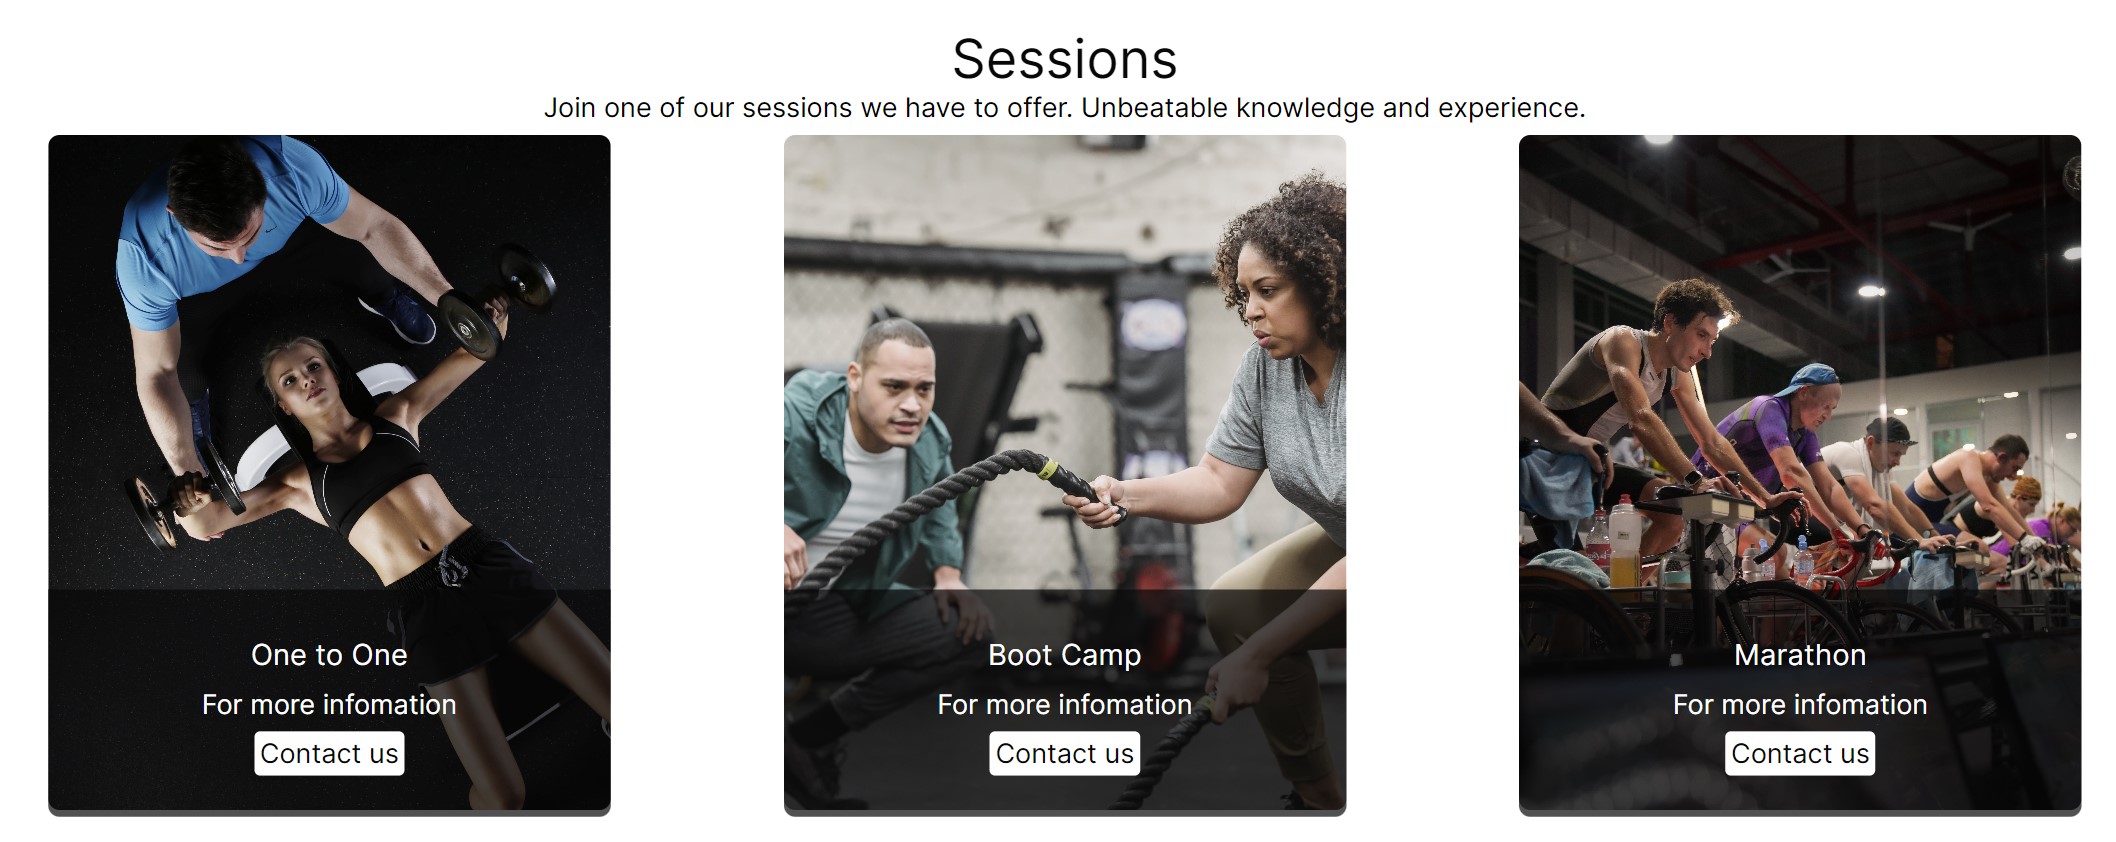 Sessions
Join one of our sessions we have to offer. Unbeatable knowledge and experience.
One to One
For more infomation
Contact us
Boot Camp
For more infomation
Contact us
Marathon
For more infomation
Contact us